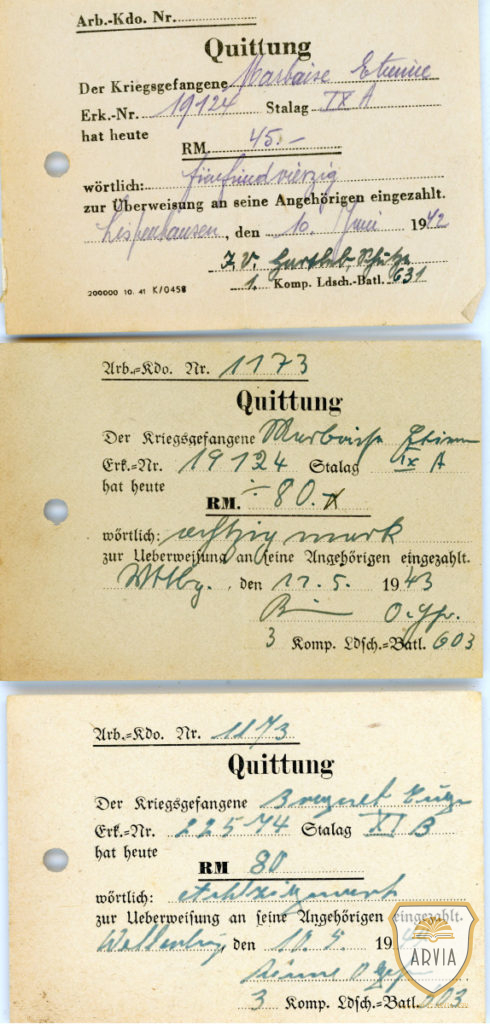 Arb.-Kdo. Nr.
Quittung
Der Kriegsgefangene Marbaise Etienne
Erk.-Nr. 19124 Stalag IX A
hat heute
RM. 45.-
wörtlich: fünfundvierzig
zur Überweisung an seine Angehörigen eingezahlt.
Lispenhausen, den 10. Juni 1942
I.V. Schütze
1. Komp. Ldsch.-Batl. 631
200000 10. 41 K/0458
Arb.=Kdo. Nr. 1173
Quittung
Der Kriegsgefangene Marbaise Etienne
Erk.=Nr. 19124 Stalag IX A
hat heute
RM. 80.
wörtlich: achtzig mark
zur Ueberweisung an seine Angehörigen eingezahlt.
den 17. 5. 1943
3 Komp. Ldsch.=Batl. 603
Arb.=Kdo. Nr. 1173
Quittung
Der Kriegsgefangene
Erk.=Nr. 22574 Stalag XI B
hat heute
RM 80
wörtlich: achtzigmark
zur Ueberweisung an seine Angehörigen eingezahlt.
den 17. 5. 19
3 Komp. Ldsch.=Batl. 603
ARVIA